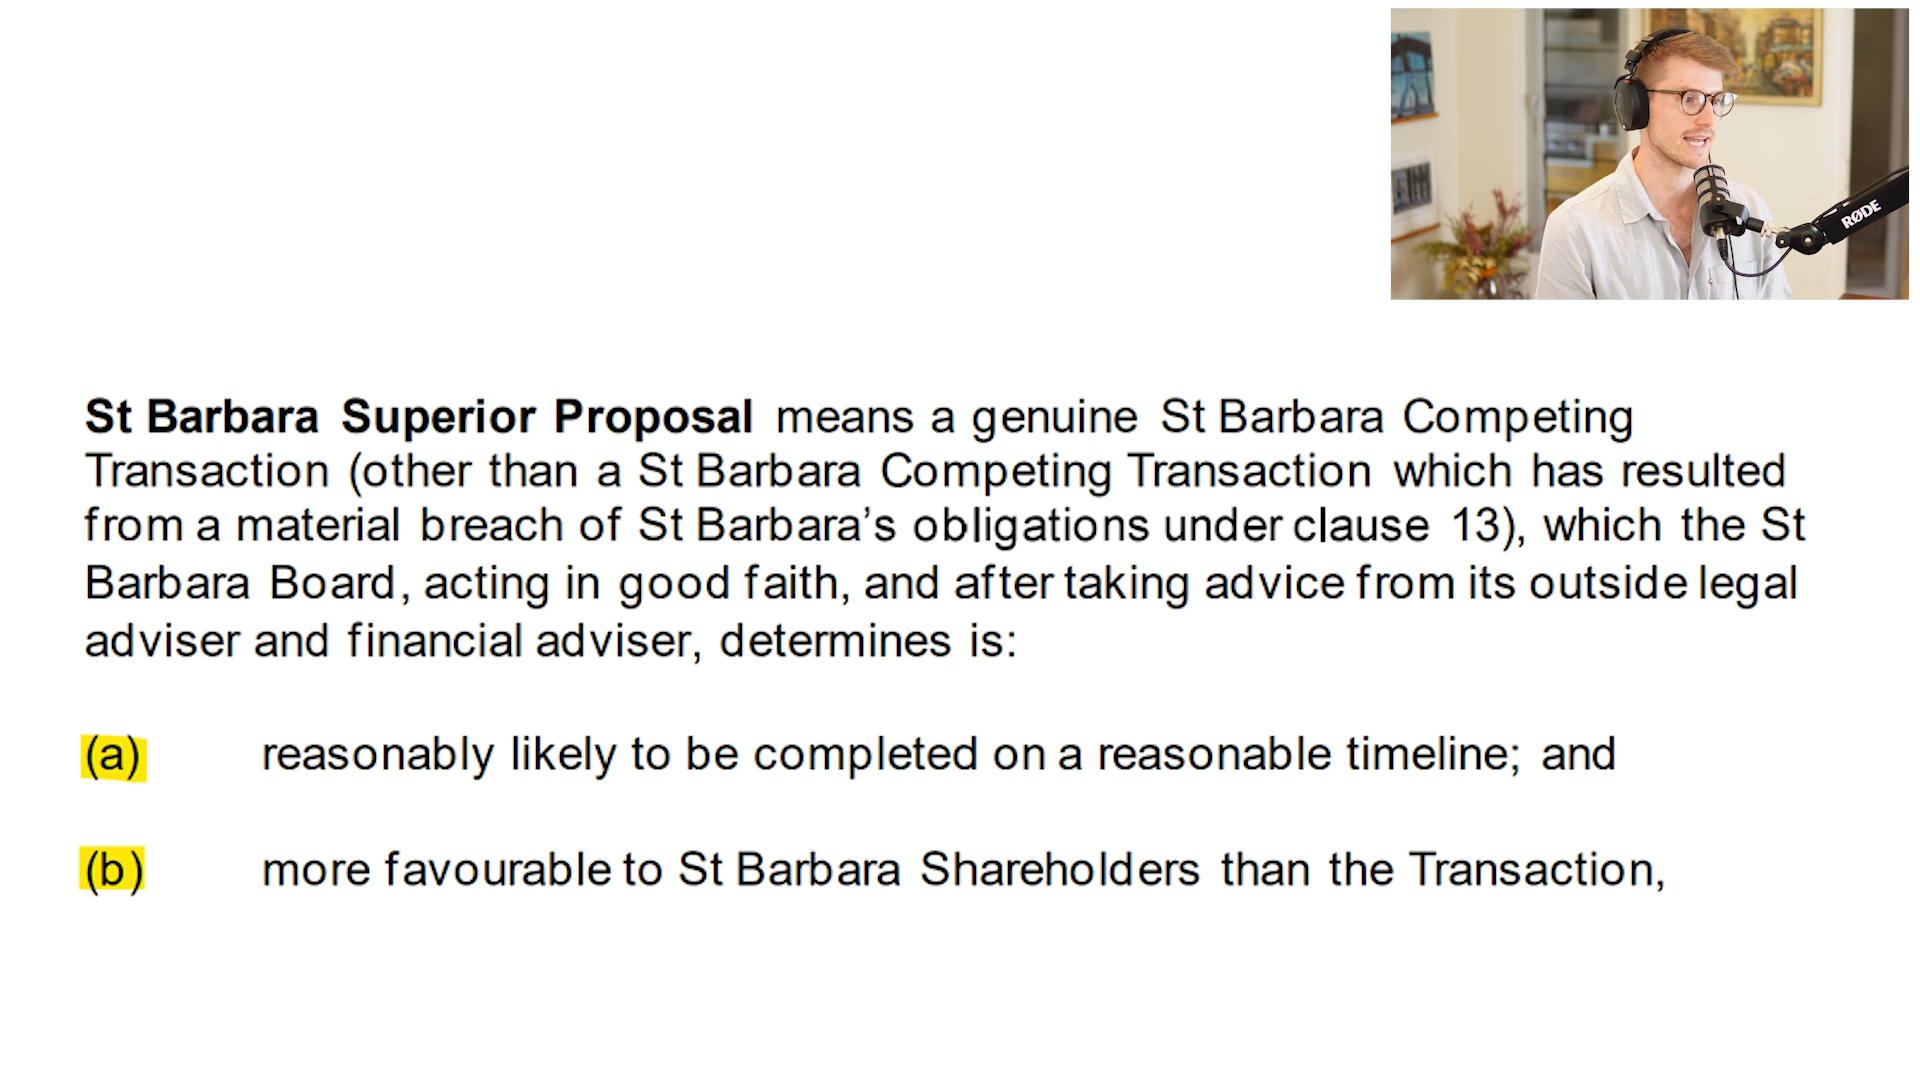 RØDE
St Barbara Superior Proposal means a genuine St Barbara Competing
Transaction (other than a St Barbara Competing Transaction which has resulted
from a material breach of St Barbara’s obligations under clause 13), which the St
Barbara Board, acting in good faith, and after taking advice from its outside legal
adviser and financial adviser, determines is:
(a) reasonably likely to be completed on a reasonable timeline; and
(b) more favourable to St Barbara Shareholders than the Transaction,